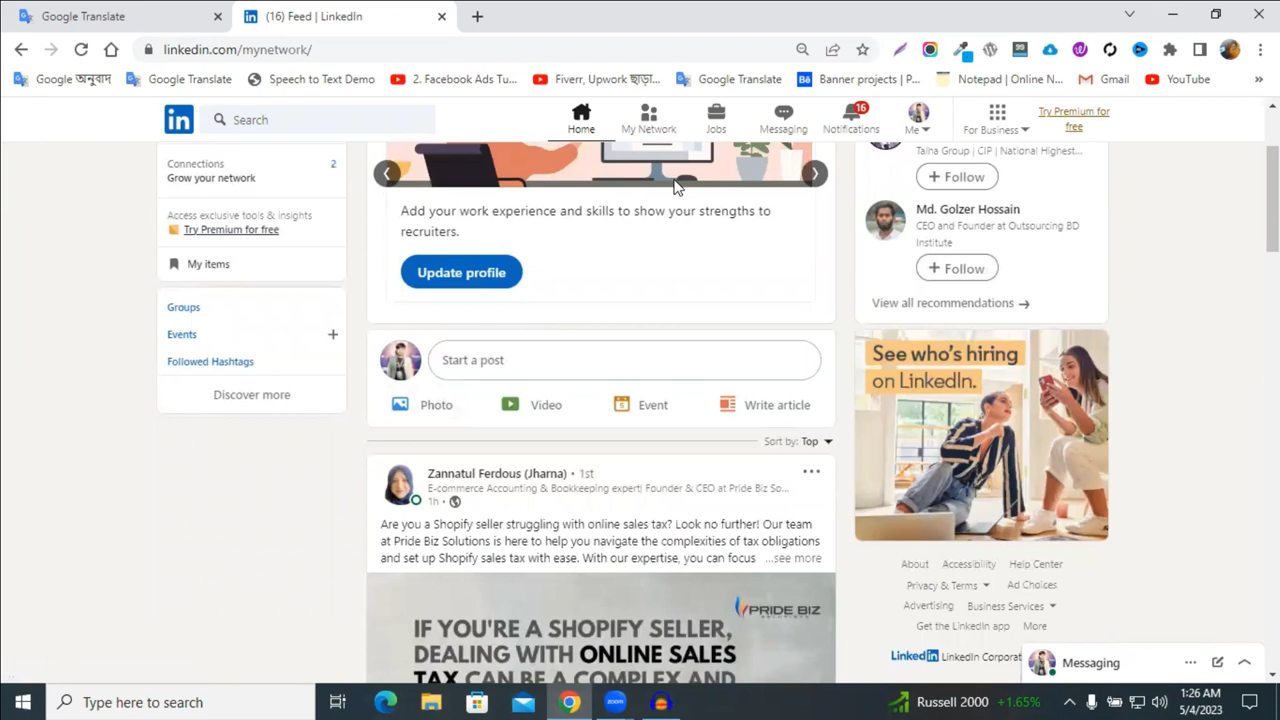 Google Translate
(16) Feed | LinkedIn
linkedin.com/mynetwork/
Google অনুবাদ
Google Translate
Speech to Text Demo
2. Facebook Ads Tu...
Fiverr, Upwork ছাড়া...
Google Translate
Banner projects | P...
Notepad | Online N...
Gmail
YouTube
Search
Home
My Network
Jobs
Messaging
16
Notifications
Me
For Business
Try Premium for
free
Connections 2
Grow your network
Access exclusive tools & insights
Try Premium for free
My items
Groups
Events
Followed Hashtags
Discover more
Add your work experience and skills to show your strengths to
recruiters.
Update profile
Start a post
Photo
Video
Event
Write article
Sort by: Top
Zannatul Ferdous (Jharna) • 1st
E-commerce Accounting & Bookkeeping expert| Founder & CEO at Pride Biz So...
1h •
Are you a Shopify seller struggling with online sales tax? Look no further! Our team
at Pride Biz Solutions is here to help you navigate the complexities of tax obligations
and set up Shopify sales tax with ease. With our expertise, you can focus ...see more
PRIDE BIZ
IF YOU'RE A SHOPIFY SELLER,
DEALING WITH ONLINE SALES
TAX CAN BE A COMPLEX AND
Group | CIP | National Highest...
+ Follow
Md. Golzer Hossain
CEO and Founder at Outsourcing BD
Institute
+ Follow
View all recommendations →
See who's hiring
on LinkedIn.
About Accessibility Help Center
Privacy & Terms Ad Choices
Advertising Business Services
Get the LinkedIn app More
LinkedIn LinkedIn Corporat
Messaging
Type here to search
Russell 2000 +1.65%
1:26 AM
5/4/2023